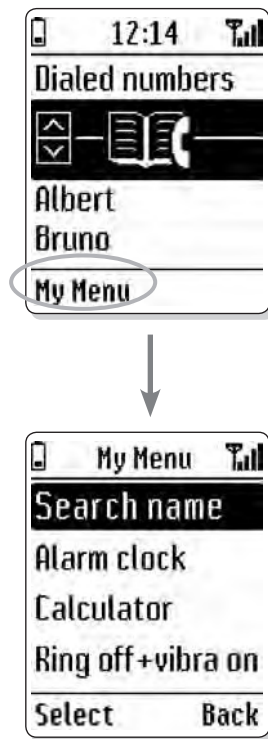 12:14
Dialed numbers
Albert
Bruno
My Menu
My Menu
Search name
Alarm clock
Calculator
Ring off+vibra on
Select Back